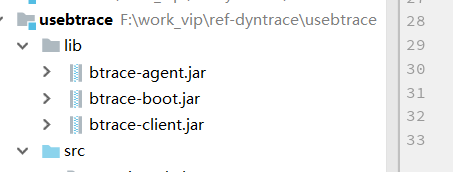 usebtrace F:\work_vip\ref-dyntrace\usebtrace
lib
btrace-agent.jar
btrace-boot.jar
btrace-client.jar
src
28
29
30
31
32
33